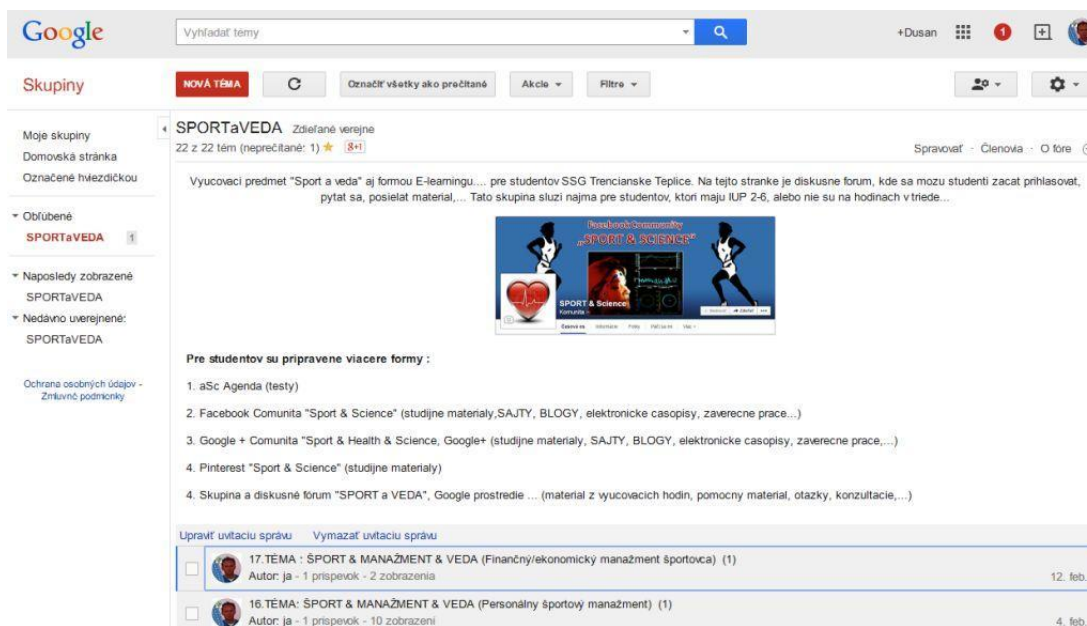 Google
Vyhľadať témy
+Dusan
1
Skupiny
NOVÁ TÉMA
Označiť všetky ako prečítané
Akcie
Filtre
Moje skupiny
Domovská stránka
Označené hviezdičkou
Obľúbené
SPORTaVEDA 1
Naposledy zobrazené
SPORTaVEDA
Nedávno uverejnené:
SPORTaVEDA
Ochrana osobných údajov -
Zmluvné podmienky
SPORTaVEDA Zdieľané verejne
22 z 22 tém (neprečítané: 1) g+1
Spravovať · Členovia · O fóre
Vyucovaci predmet "Sport a veda" aj formou E-learningu.... pre studentov SSG Trencianske Teplice. Na tejto stranke je diskusne forum, kde sa mozu studenti zacat prihlasovat,
pytat sa, posielat material,... Tato skupina sluzi najma pre studentov, ktori maju IUP 2-6, alebo nie su na hodinach v triede...
Facebook Community
„SPORT & SCIENCE"
SPORT & Science
Komunita
Pre studentov su pripravene viacere formy :
1. aSc Agenda (testy)
2. Facebook Comunita "Sport & Science" (studijne materialy,SAJTY, BLOGY, elektronicke casopisy, zaverecne prace...)
3. Google + Comunita "Sport & Health & Science, Google+ (studijne materialy, SAJTY, BLOGY, elektronicke casopisy, zaverecne prace,...)
4. Pinterest "Sport & Science" (studijne materialy)
4. Skupina a diskusné fórum "SPORT a VEDA", Google prostredie ... (material z vyucovacich hodin, pomocny material, otazky, konzultacie,...)
Upraviť uvítaciu správu Vymazať uvítaciu správu
17.TÉMA : ŠPORT & MANAŽMENT & VEDA (Finančný/ekonomický manažment športovca) (1)
Autor: ja - 1 príspevok - 2 zobrazenia
12. feb.
16.TÉMA: ŠPORT & MANAŽMENT & VEDA (Personálny športový manažment) (1)
Autor: ja - 1 príspevok - 10 zobrazení
4. feb.